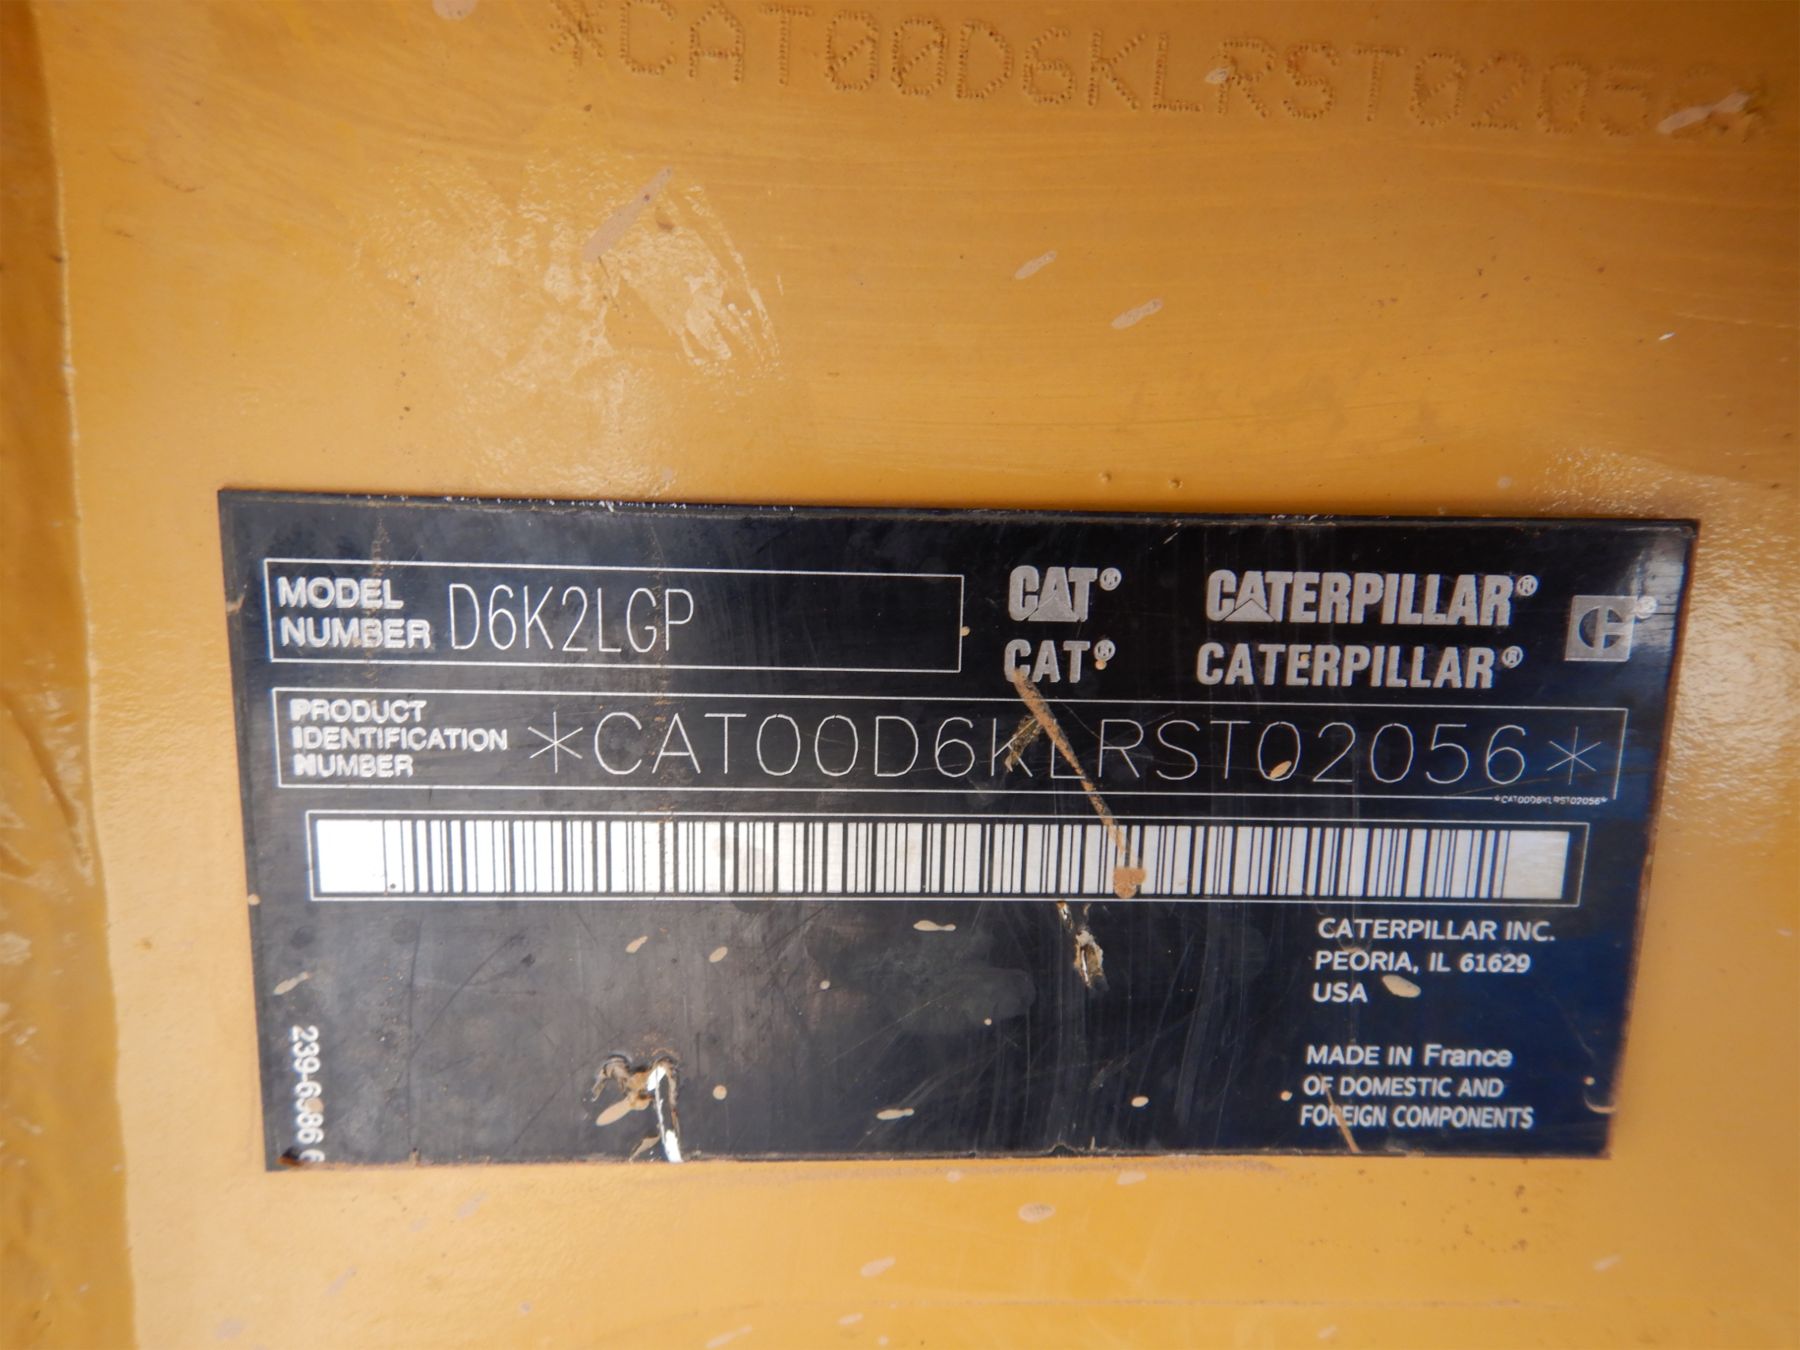 *CAT00D6KLRST02056*
MODEL NUMBER D6K2LGP
CAT® CATERPILLAR®
CAT® CATERPILLAR®
PRODUCT IDENTIFICATION NUMBER *CAT00D6KLRST02056*
*CAT00D6KLRST02056*
CATERPILLAR INC.
PEORIA, IL 61629
USA
MADE IN France
OF DOMESTIC AND
FOREIGN COMPONENTS